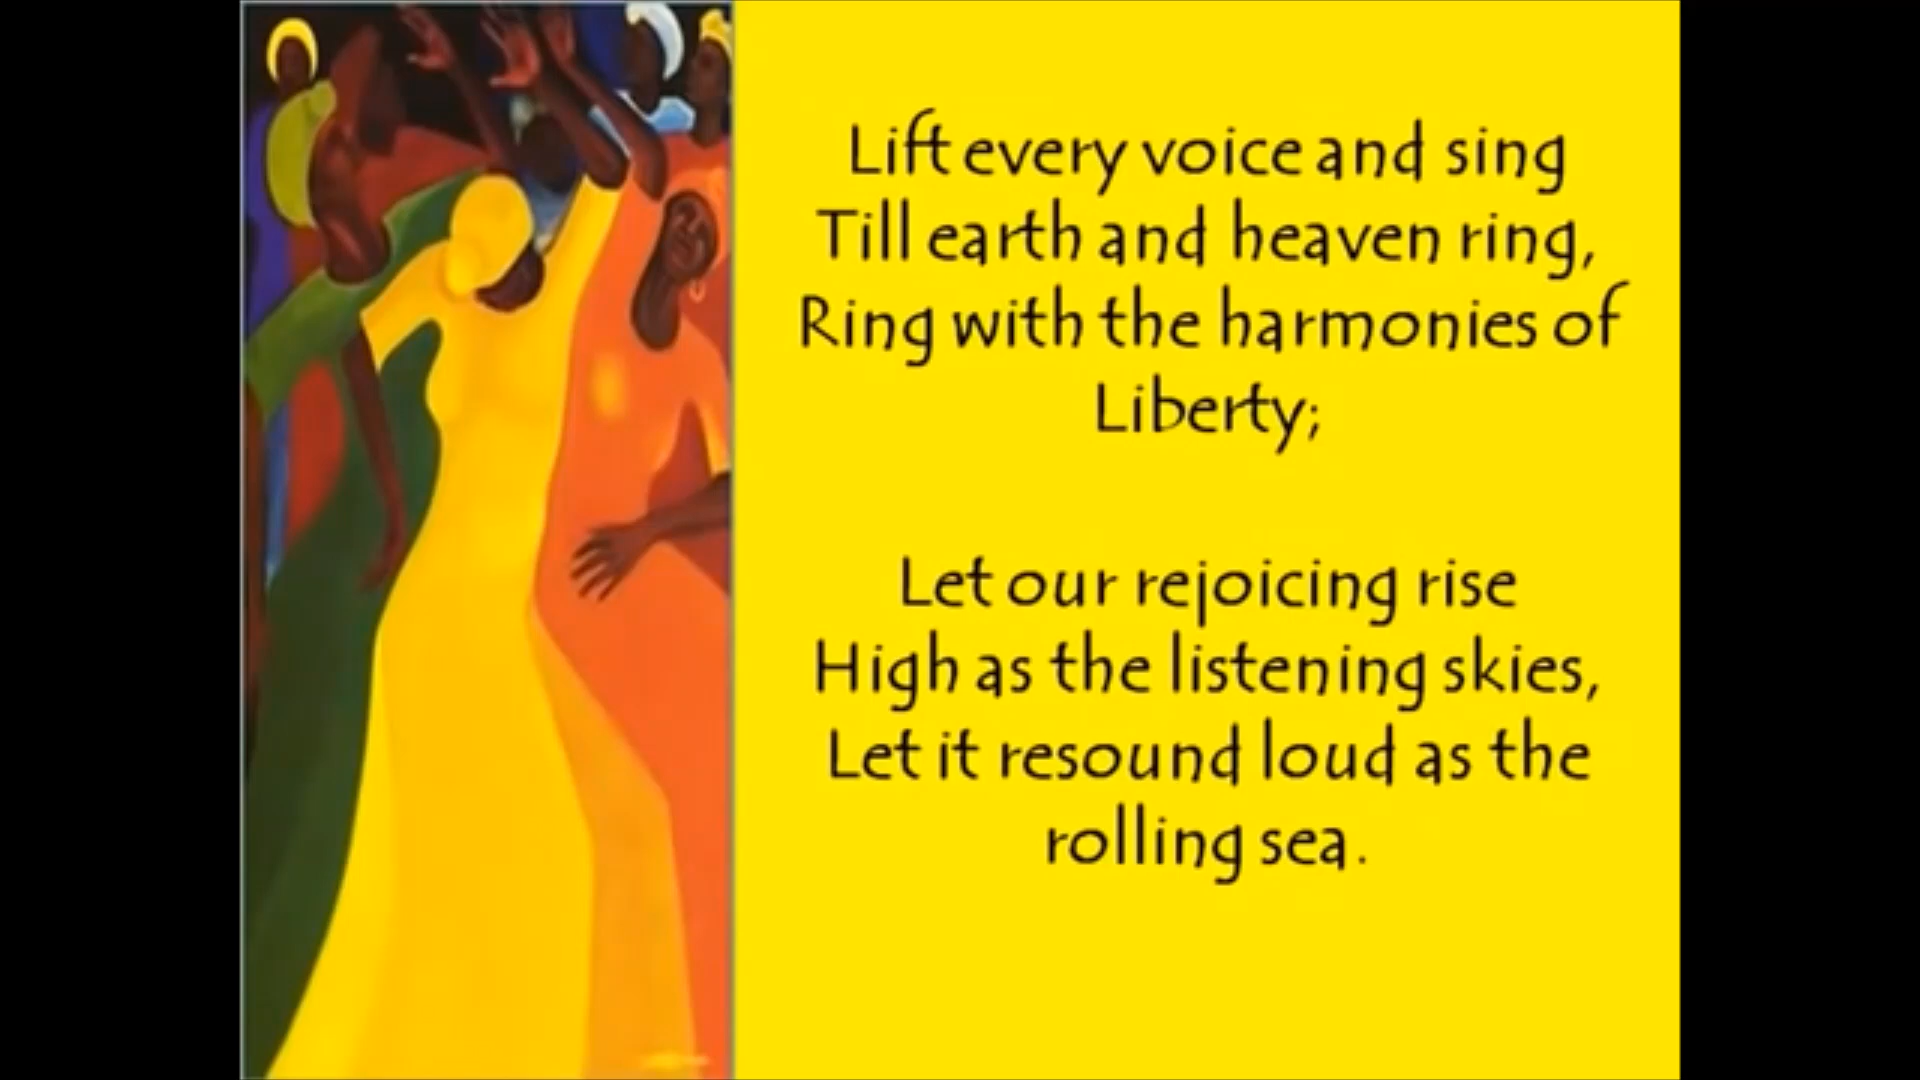 Lift every voice and sing
Till earth and heaven ring,
Ring with the harmonies of
Liberty;
Let our rejoicing rise
High as the listening skies,
Let it resound loud as the
rolling sea.